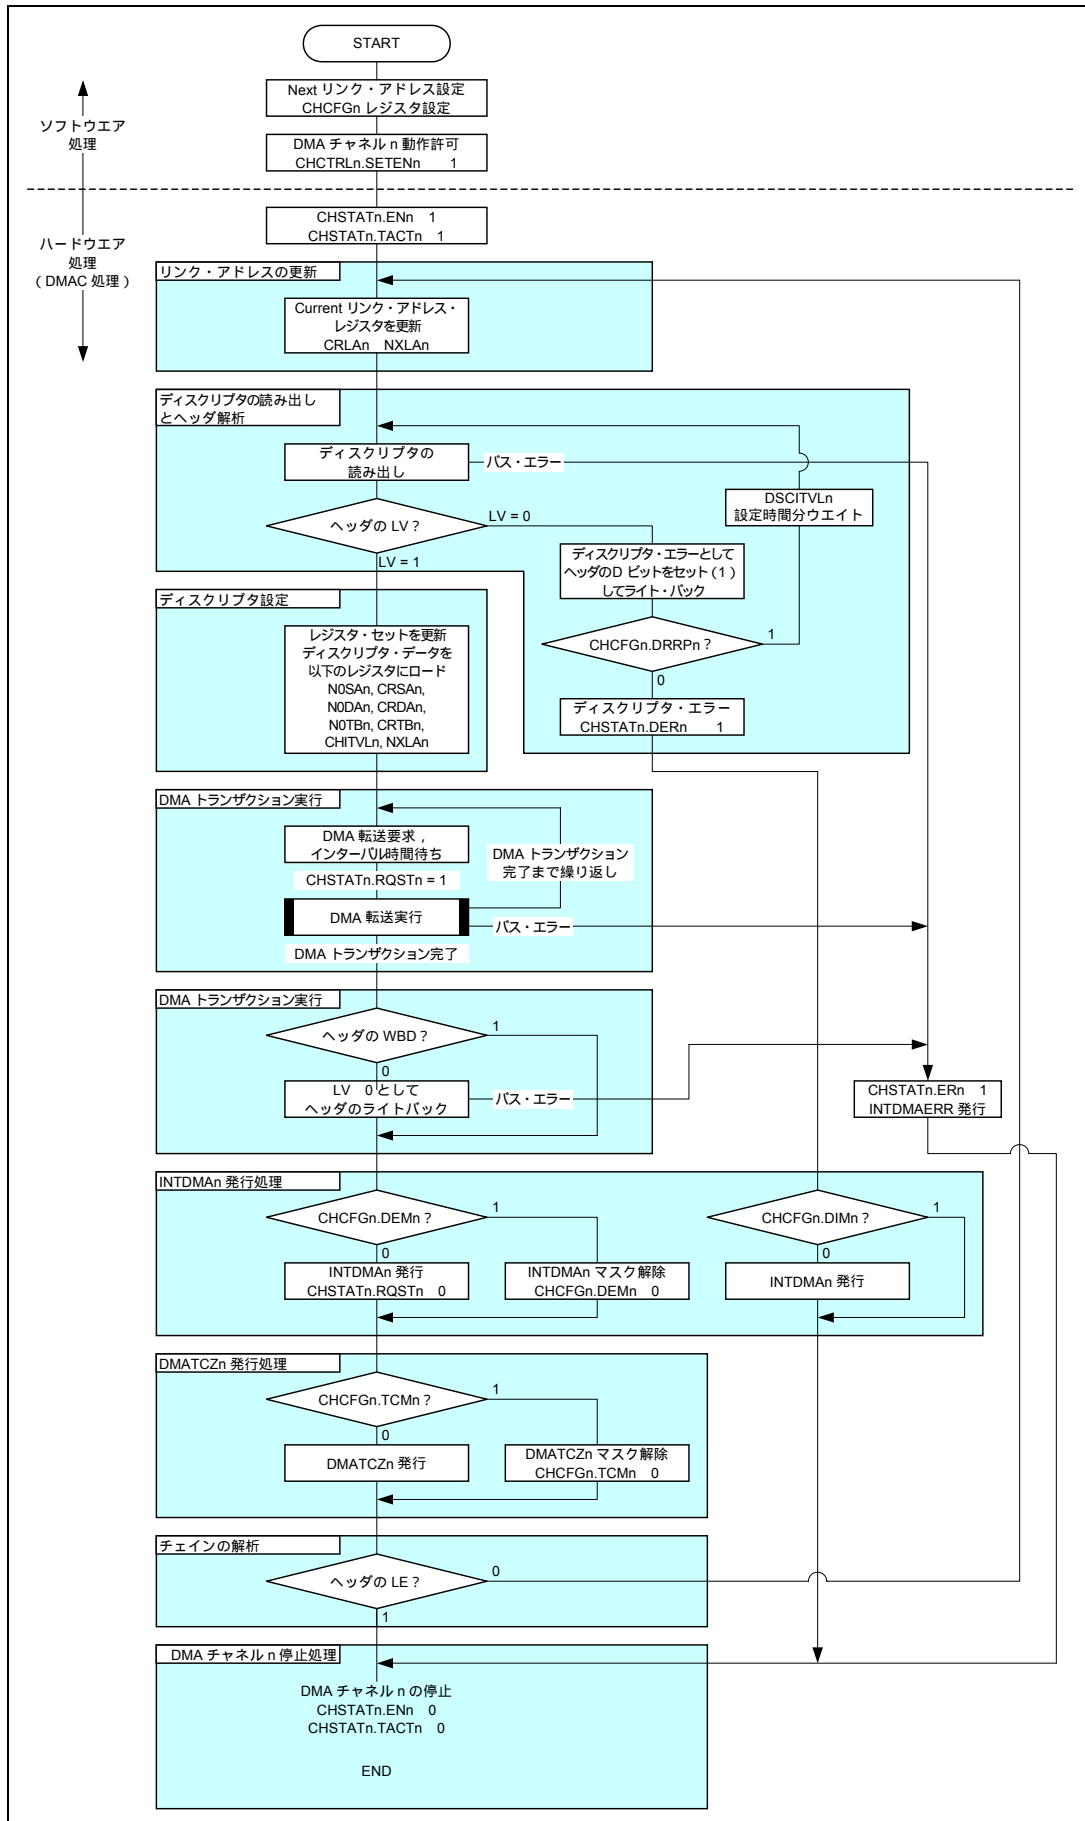 START
Next リンク・アドレス設定
CHCFGn レジスタ設定
ソフトウエア
処理
DMA チャネル n 動作許可
CHCTRLn.SETENn 1
CHSTATn.ENn 1
CHSTATn.TACTn 1
ハードウエア
処理
( DMAC 処理 )
リンク・アドレスの更新
Current リンク・アドレス・
レジスタを更新
CRLAn NXLAn
ディスクリプタの読み出し
とヘッダ解析
ディスクリプタの
読み出し
バス・エラー
DSCITVLn
設定時間分ウエイト
ヘッダの LV ?
LV = 0
LV = 1
ディスクリプタ・エラーとして
ヘッダのD ビットをセット ( 1 )
してライト・バック
CHCFGn.DRRPn ?
1
0
ディスクリプタ・エラー
CHSTATn.DERn 1
ディスクリプタ設定
レジスタ・セットを更新
ディスクリプタ・データを
以下のレジスタにロード
N0SAn, CRSAn,
N0DAn, CRDAn,
N0TBn, CRTBn,
CHITVLn, NXLAn
DMA トランザクション実行
DMA 転送要求 ,
インターバル時間待ち
DMA トランザクション
完了まで繰り返し
CHSTATn.RQSTn = 1
DMA 転送実行
バス・エラー
DMA トランザクション完了
DMA トランザクション実行
ヘッダの WBD ?
1
0
LV 0 として
ヘッダのライトバック
バス・エラー
CHSTATn.ERn 1
INTDMAERR 発行
INTDMAn 発行処理
CHCFGn.DEMn ?
1
0
INTDMAn 発行
CHSTATn.RQSTn 0
INTDMAn マスク解除
CHCFGn.DEMn 0
CHCFGn.DIMn ?
1
0
INTDMAn 発行
DMATCZn 発行処理
CHCFGn.TCMn ?
1
0
DMATCZn 発行
DMATCZn マスク解除
CHCFGn.TCMn 0
チェインの解析
ヘッダの LE ?
0
1
DMA チャネル n 停止処理
DMA チャネル n の停止
CHSTATn.ENn 0
CHSTATn.TACTn 0
END